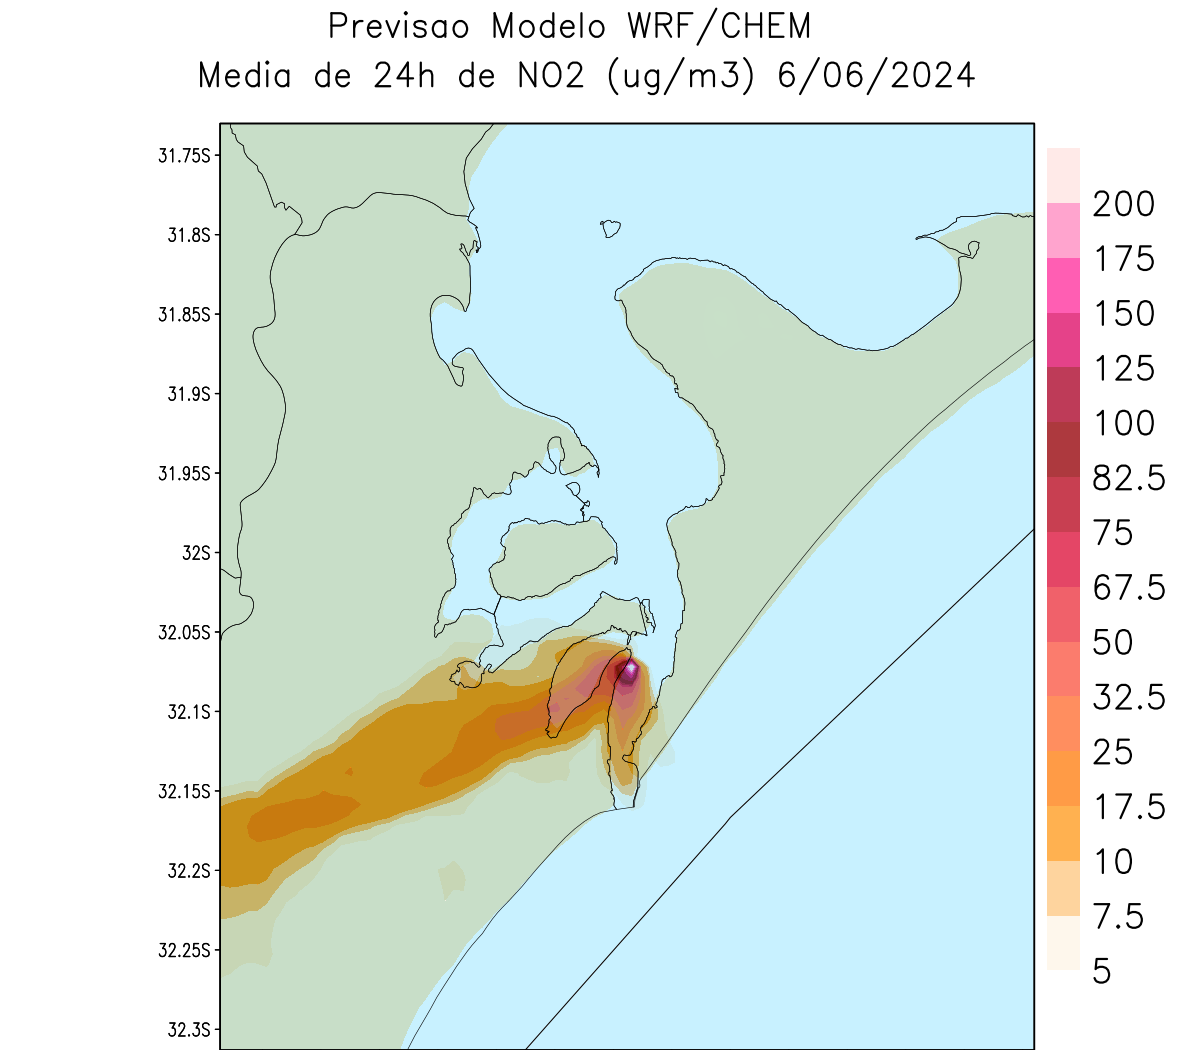 Previsao Modelo WRF/CHEM
Media de 24h de NO2 (ug/m3) 6/06/2024
31.75S
31.8S
31.85S
31.9S
31.95S
32S
32.05S
32.1S
32.15S
32.2S
32.25S
32.3S
200
175
150
125
100
82.5
75
67.5
50
32.5
25
17.5
10
7.5
5